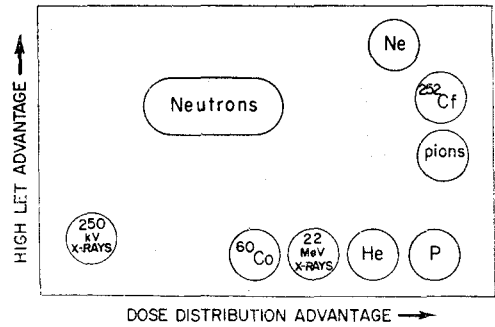 Ne
252Cf
Neutrons
pions
250
kV
X-RAYS
60Co
22
MeV
X-RAYS
He
P
HIGH LET ADVANTAGE
DOSE DISTRIBUTION ADVANTAGE